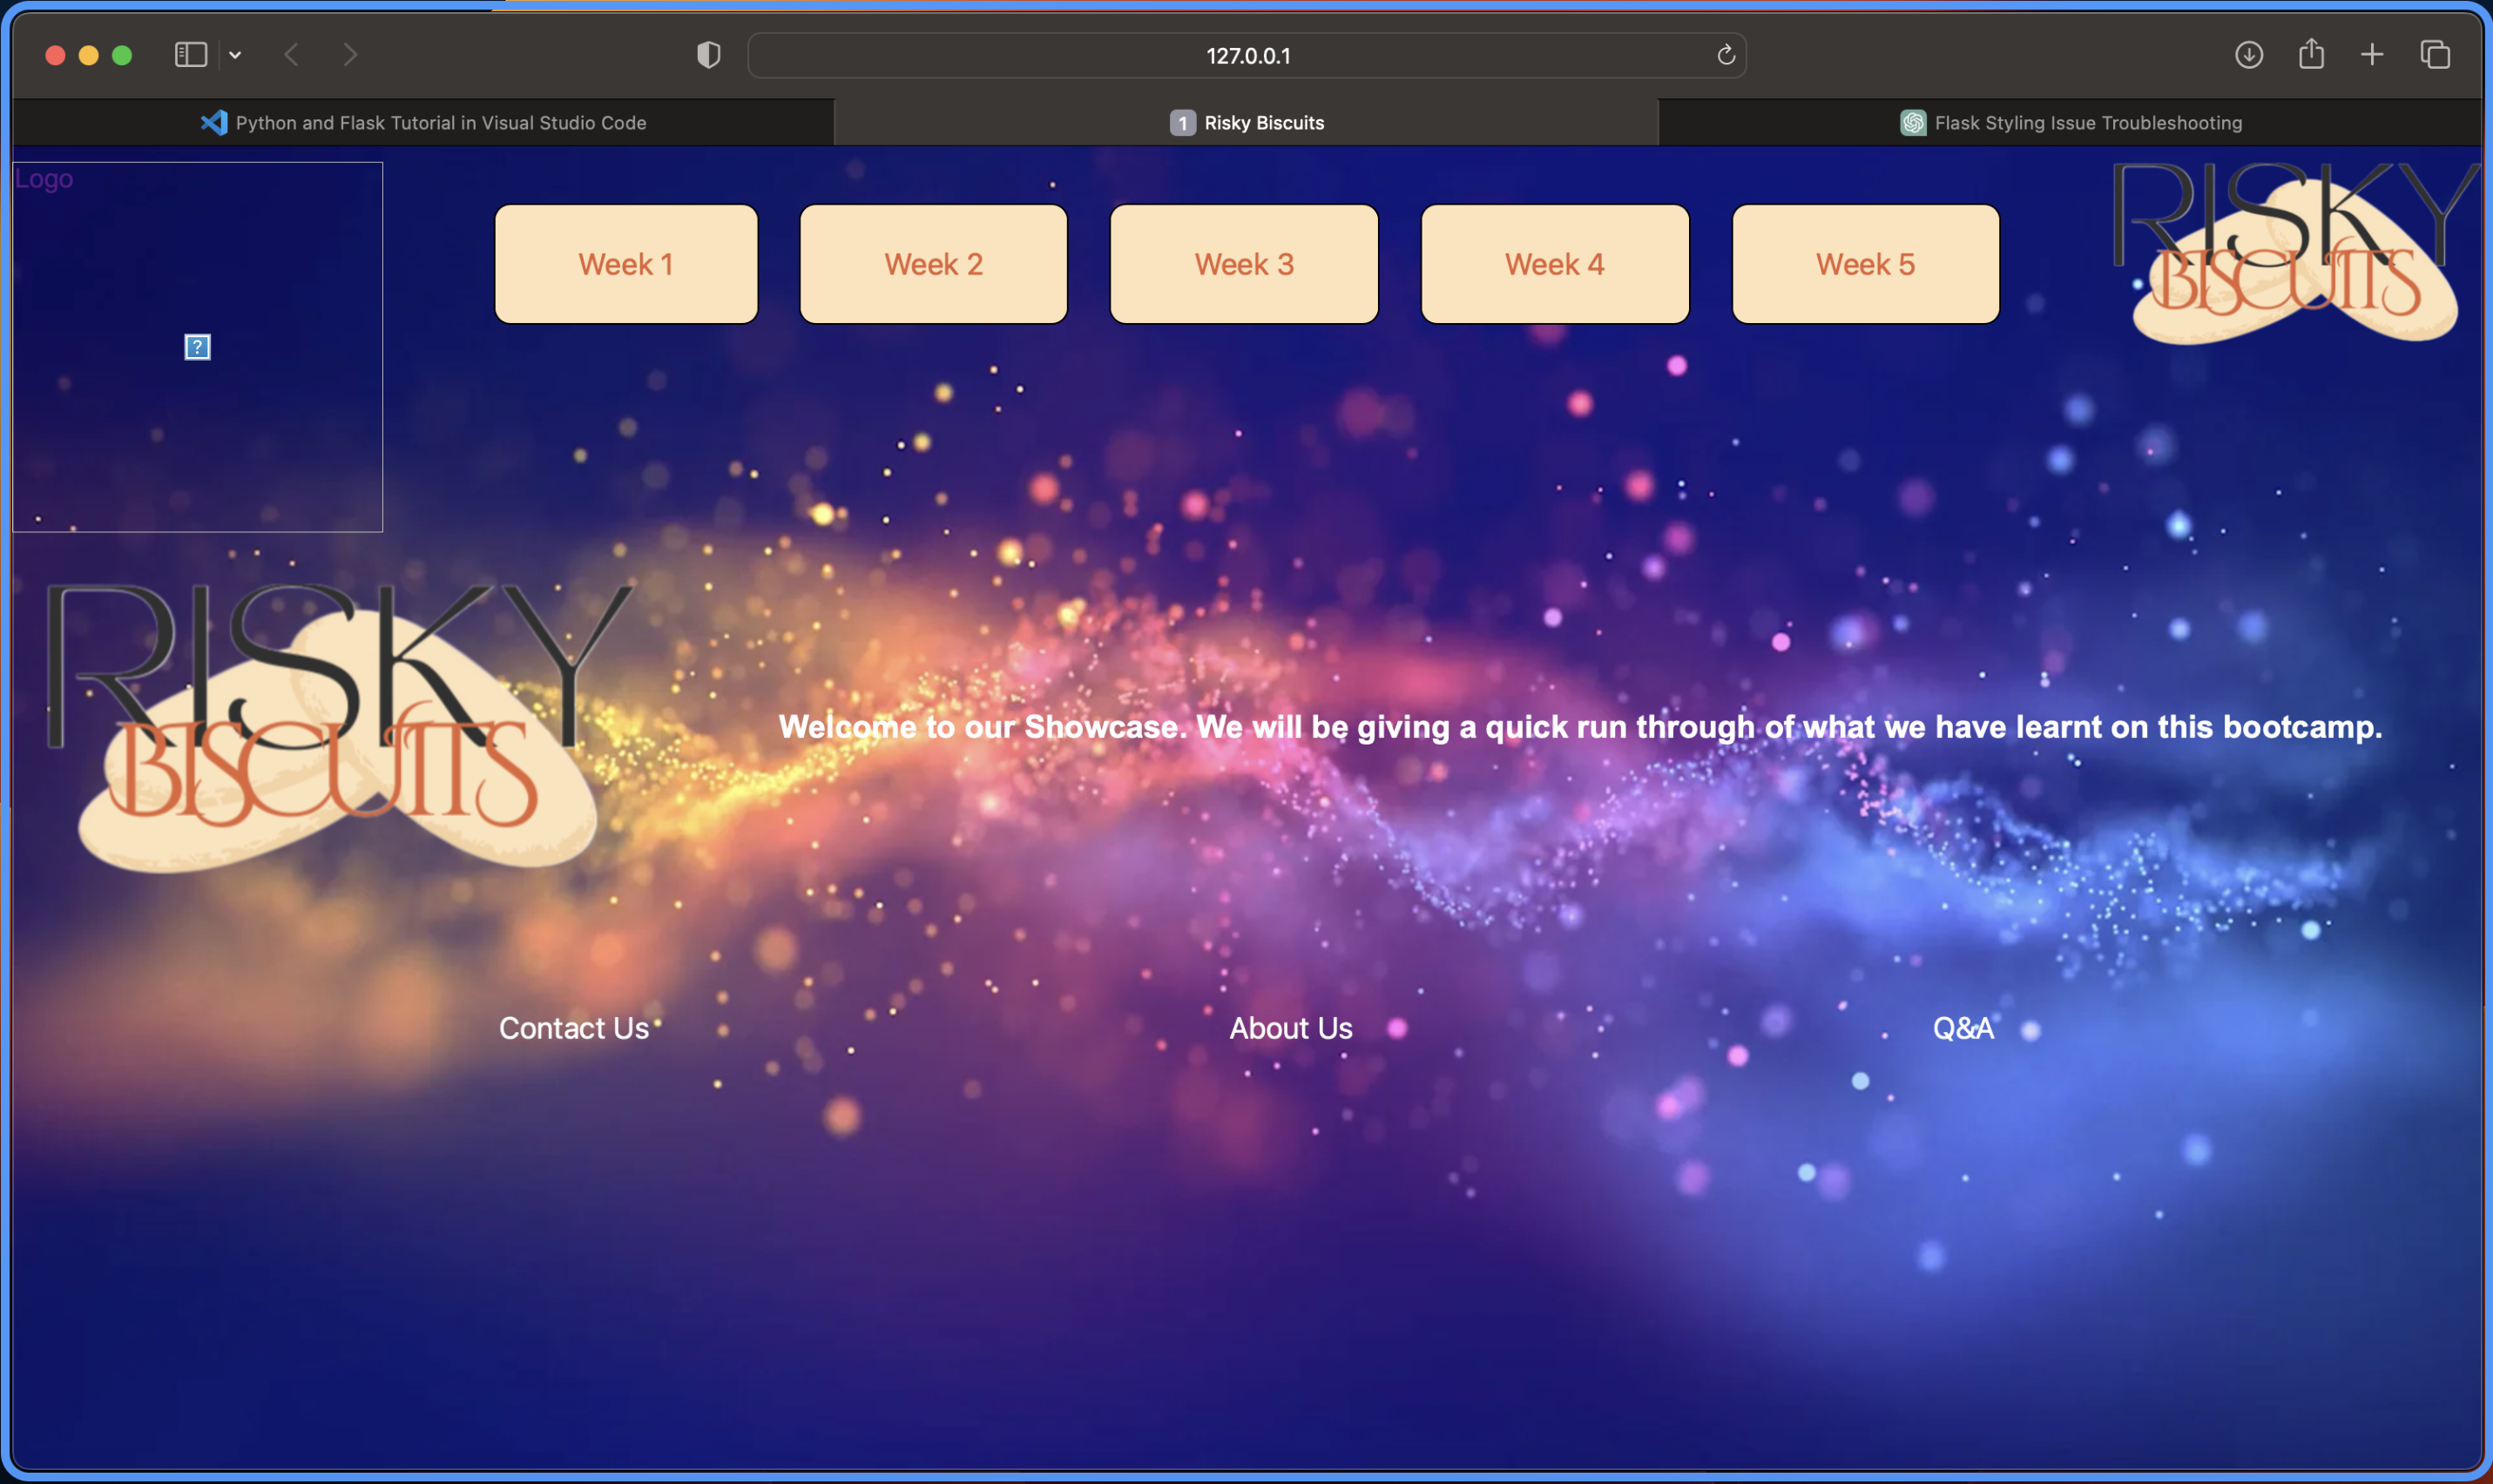 127.0.0.1
Python and Flask Tutorial in Visual Studio Code
1 Risky Biscuits
Flask Styling Issue Troubleshooting
Logo
?
Week 1
Week 2
Week 3
Week 4
Week 5
RISKY
BISCUITS
RISKY
BISCUITS
Welcome to our Showcase. We will be giving a quick run through of what we have learnt on this bootcamp.
Contact Us
About Us
Q&A